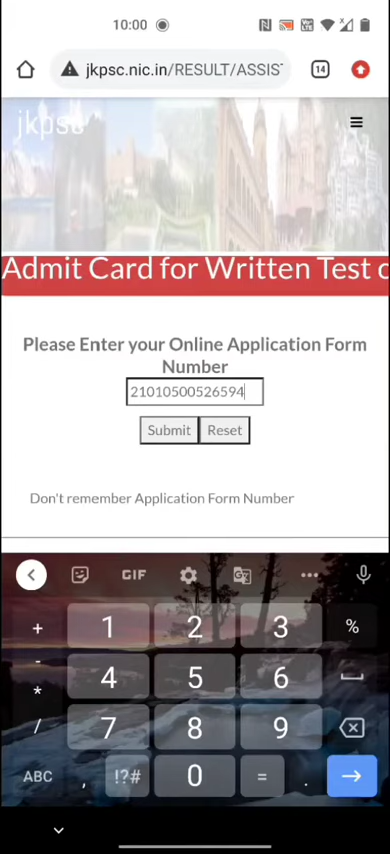 10:00
jkpsc.nic.in/RESULT/ASSIS
14
jkpsc
Admit Card for Written Test
Please Enter your Online Application Form
Number
21010500526594
Submit Reset
Don't remember Application Form Number
GIF
+ 1 2 3 %
- 4 5 6
*
/ 7 8 9
ABC , !?# 0 = .